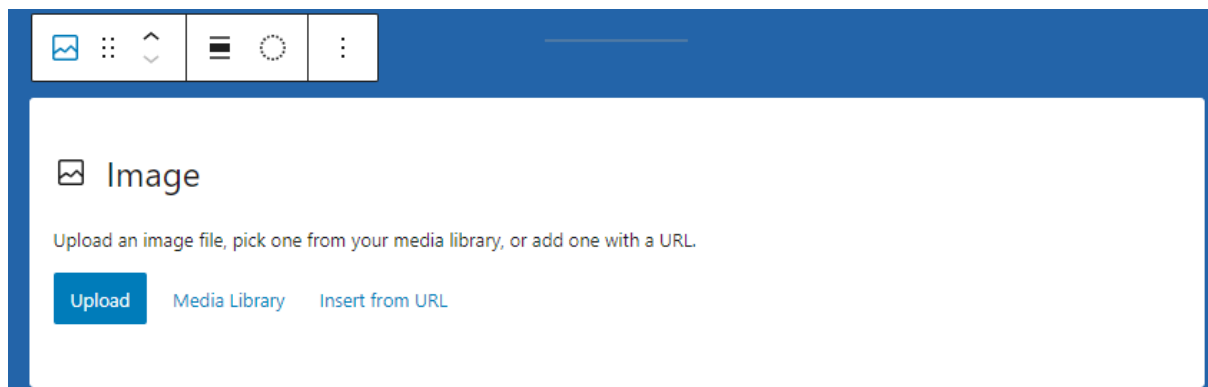 Image
Upload an image file, pick one from your media library, or add one with a URL.
Upload Media Library Insert from URL